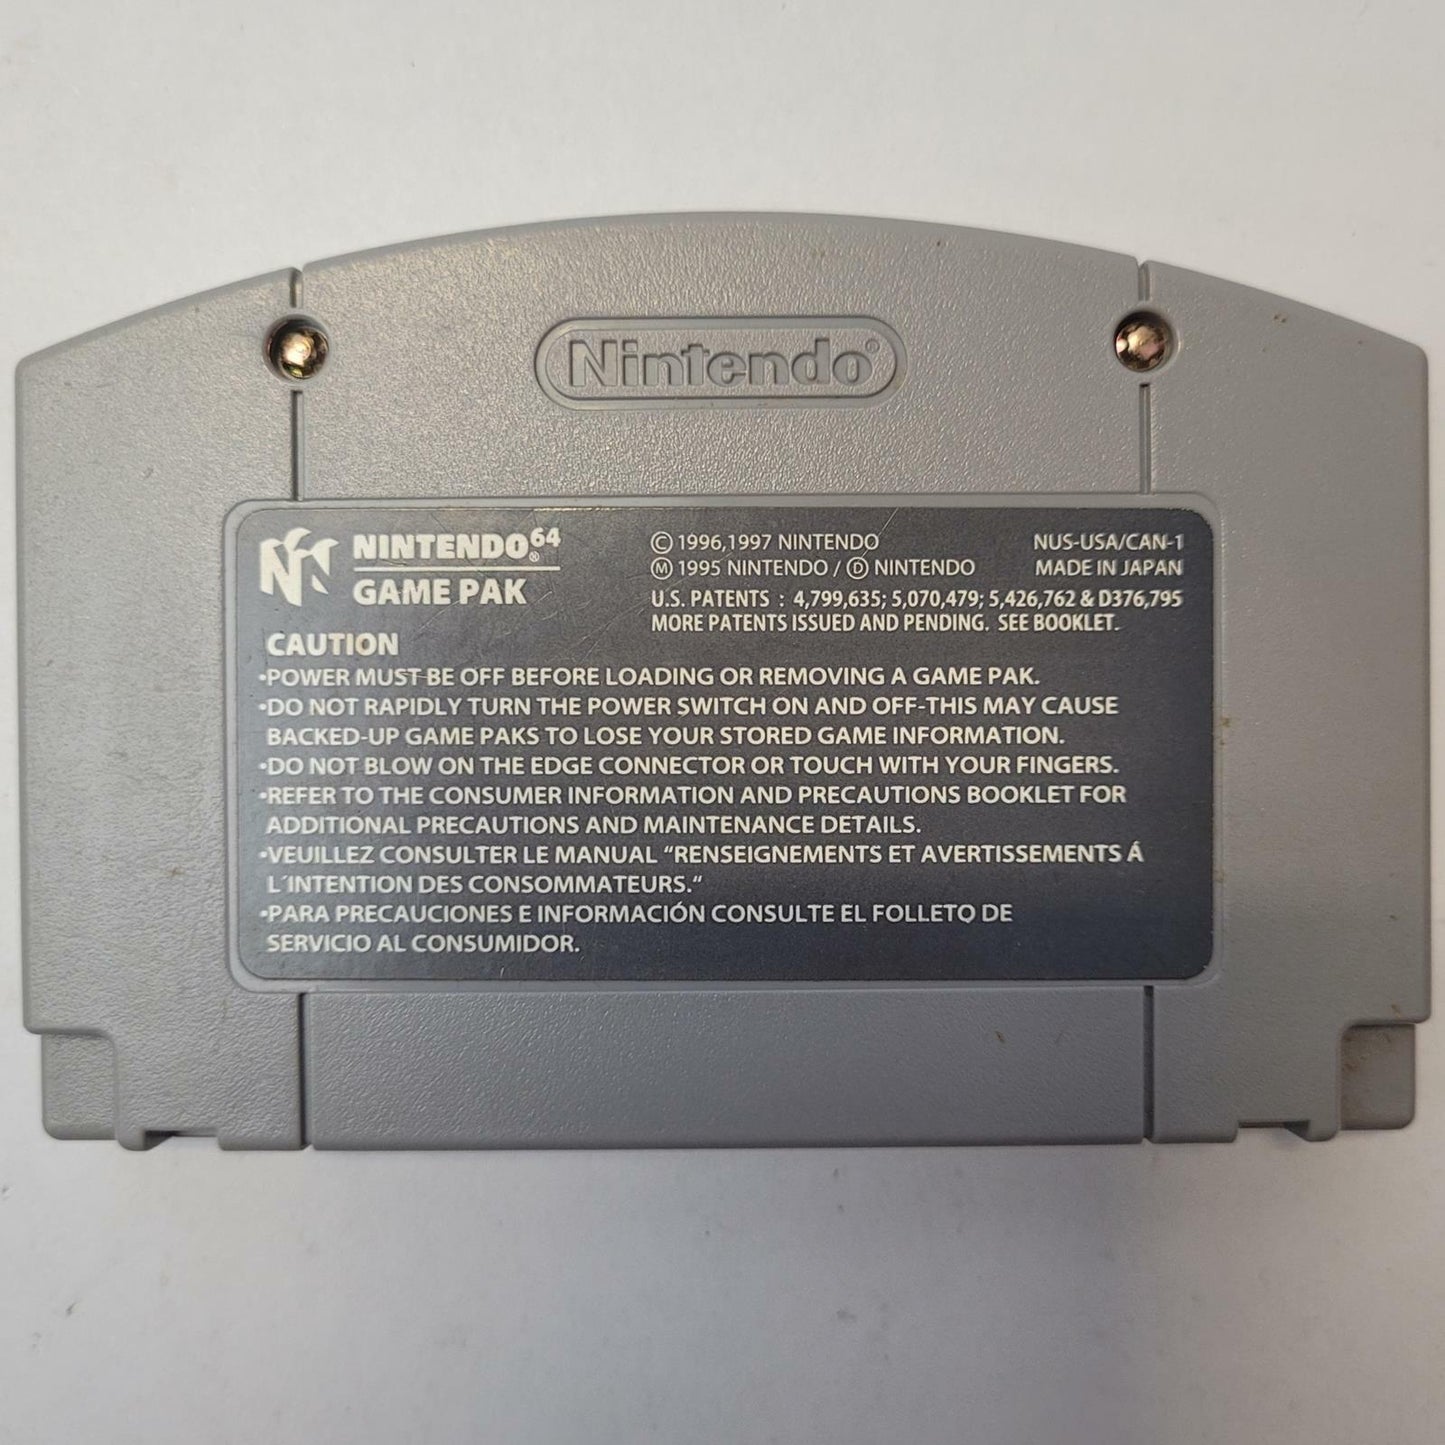 Nintendo®
NINTENDO⁶⁴®
GAME PAK
© 1996,1997 NINTENDO
Ⓜ 1995 NINTENDO / Ⓓ NINTENDO
NUS-USA/CAN-1
MADE IN JAPAN
U.S. PATENTS : 4,799,635; 5,070,479; 5,426,762 & D376,795
MORE PATENTS ISSUED AND PENDING. SEE BOOKLET.
CAUTION
•POWER MUST BE OFF BEFORE LOADING OR REMOVING A GAME PAK.
•DO NOT RAPIDLY TURN THE POWER SWITCH ON AND OFF-THIS MAY CAUSE
BACKED-UP GAME PAKS TO LOSE YOUR STORED GAME INFORMATION.
•DO NOT BLOW ON THE EDGE CONNECTOR OR TOUCH WITH YOUR FINGERS.
•REFER TO THE CONSUMER INFORMATION AND PRECAUTIONS BOOKLET FOR
ADDITIONAL PRECAUTIONS AND MAINTENANCE DETAILS.
•VEUILLEZ CONSULTER LE MANUAL “RENSEIGNEMENTS ET AVERTISSEMENTS Á
L´INTENTION DES CONSOMMATEURS.“
•PARA PRECAUCIONES E INFORMACIÓN CONSULTE EL FOLLETO DE
SERVICIO AL CONSUMIDOR.